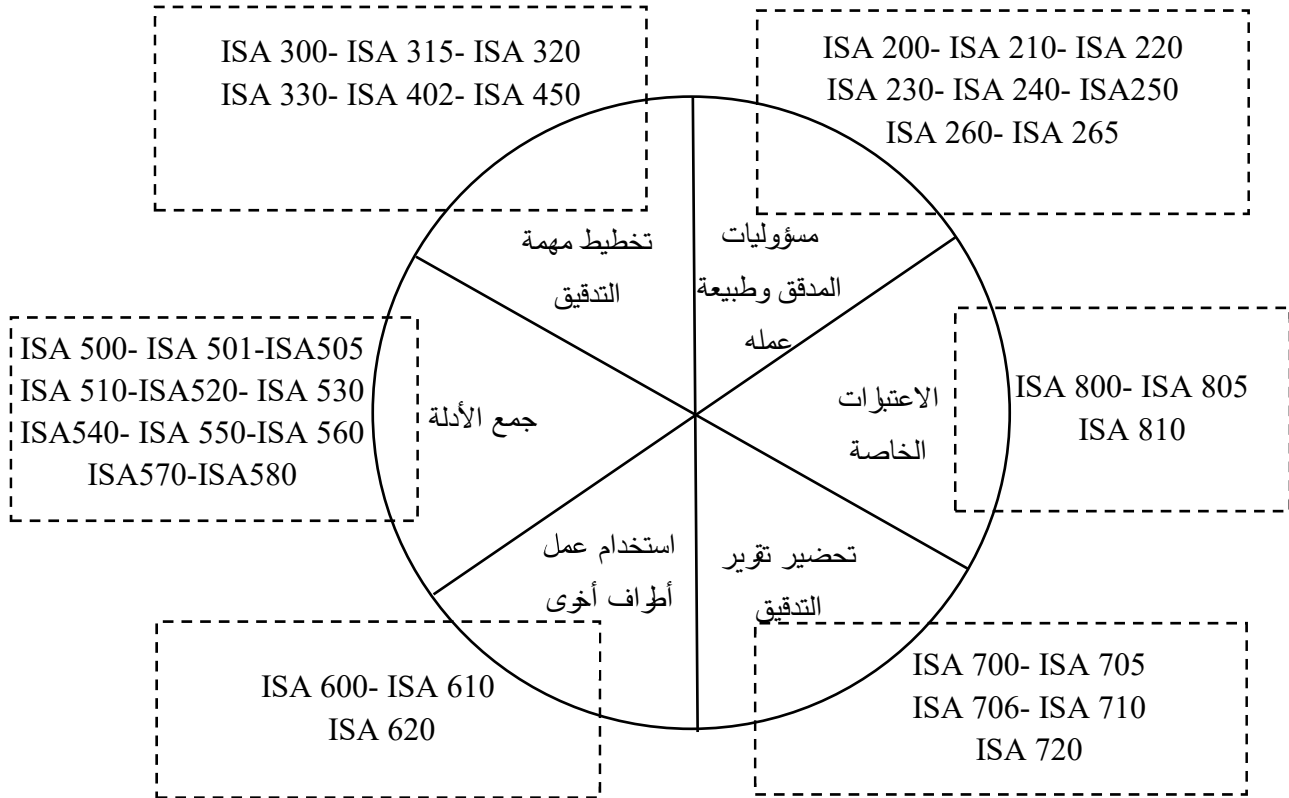 ISA 300- ISA 315- ISA 320
ISA 330- ISA 402- ISA 450
ISA 200- ISA 210- ISA 220
ISA 230- ISA 240- ISA250
ISA 260- ISA 265
تخطيط مهمة
التدقيق
مسؤوليات
المدقق وطبيعة
عمله
ISA 500- ISA 501-ISA505
ISA 510-ISA520- ISA 530
ISA540- ISA 550-ISA 560
ISA570-ISA580
جمع الأدلة
الاعتبرات
الخاصة
ISA 800- ISA 805
ISA 810
استخدام عمل
أطواف أخوى
تحضير تقوير
التدقيق
ISA 600- ISA 610
ISA 620
ISA 700- ISA 705
ISA 706- ISA 710
ISA 720